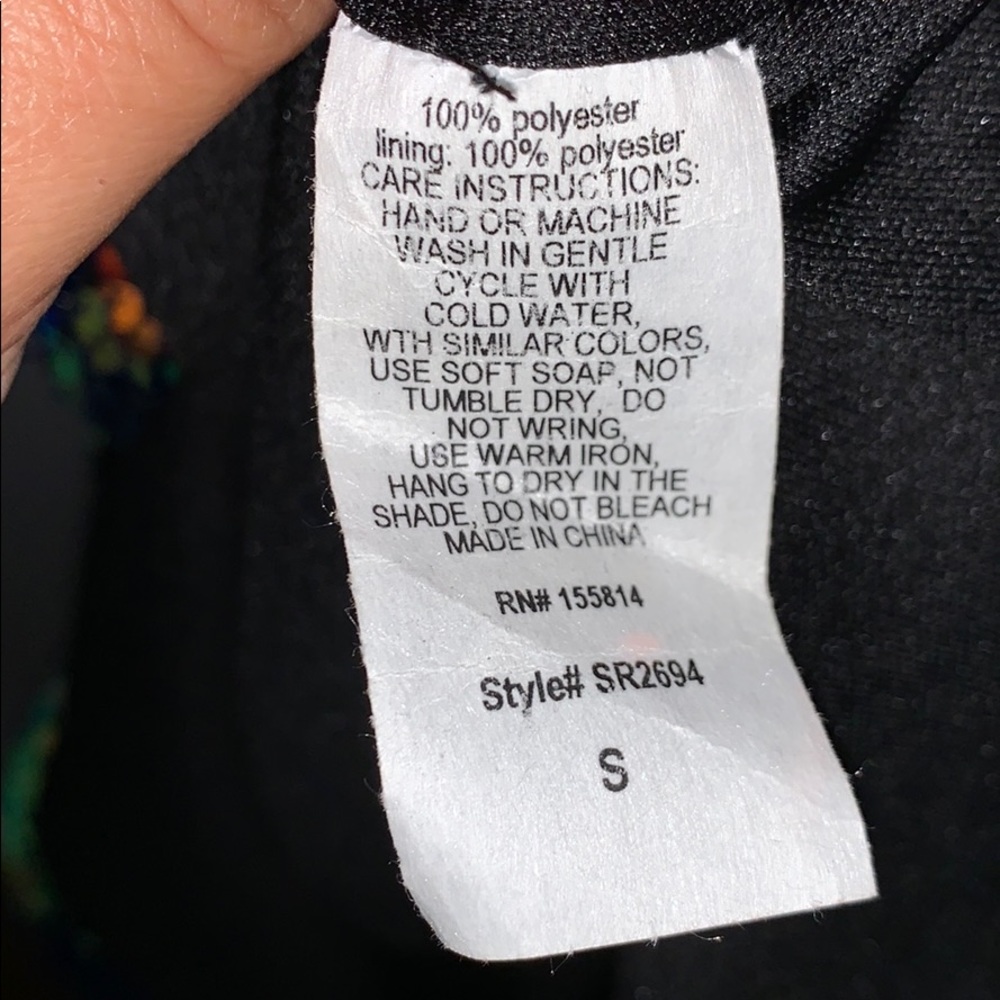 100% polyester
lining: 100% polyester
CARE INSTRUCTIONS:
HAND OR MACHINE
WASH IN GENTLE
CYCLE WITH
COLD WATER,
WTH SIMILAR COLORS,
USE SOFT SOAP, NOT
TUMBLE DRY, DO
NOT WRING,
USE WARM IRON,
HANG TO DRY IN THE
SHADE, DO NOT BLEACH
MADE IN CHINA
RN# 155814
Style# SR2694
S